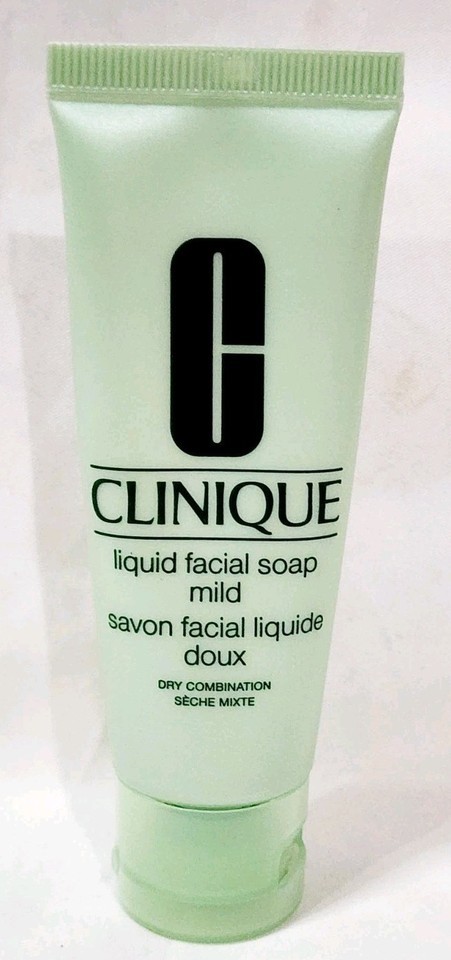 C
CLINIQUE
liquid facial soap
mild
savon facial liquide
doux
DRY COMBINATION
SÈCHE MIXTE